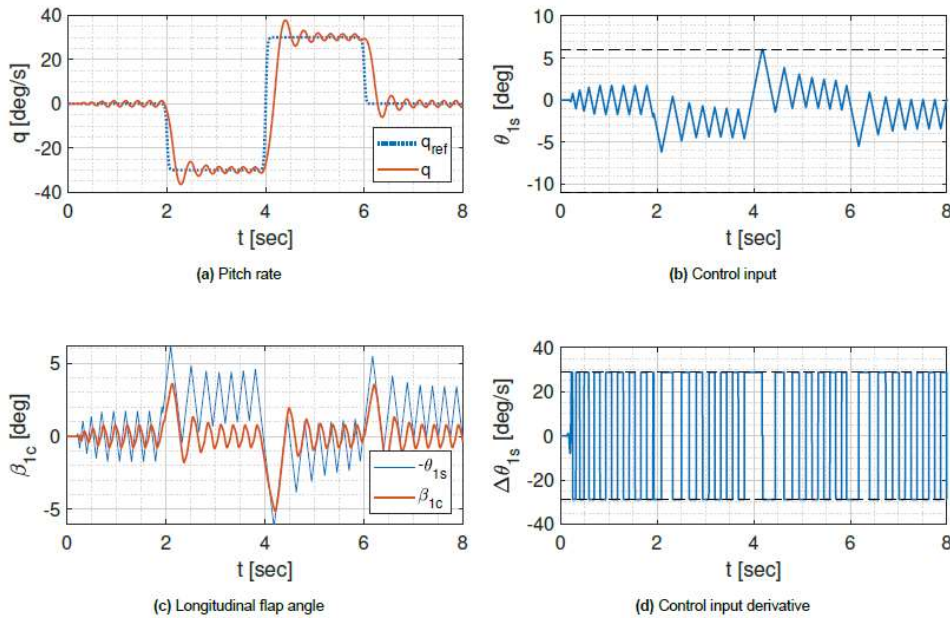 40
20
0
-20
-40
q [deg/s]
q_ref
q
0 2 4 6 8
t [sec]
(a) Pitch rate
10
5
0
-5
-10
θ_1s [deg]
0 2 4 6 8
t [sec]
(b) Control input
5
0
-5
β_1c [deg]
-θ_1s
β_1c
0 2 4 6 8
t [sec]
(c) Longitudinal flap angle
40
20
0
-20
-40
Δθ_1s [deg/s]
0 2 4 6 8
t [sec]
(d) Control input derivative